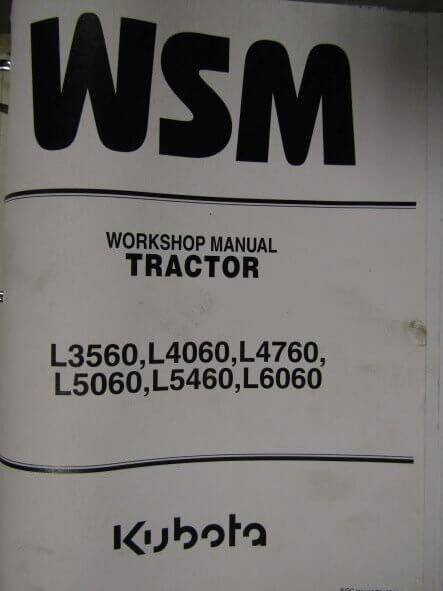 WSM
WORKSHOP MANUAL
TRACTOR
L3560,L4060,L4760,
L5060,L5460,L6060
Kubota